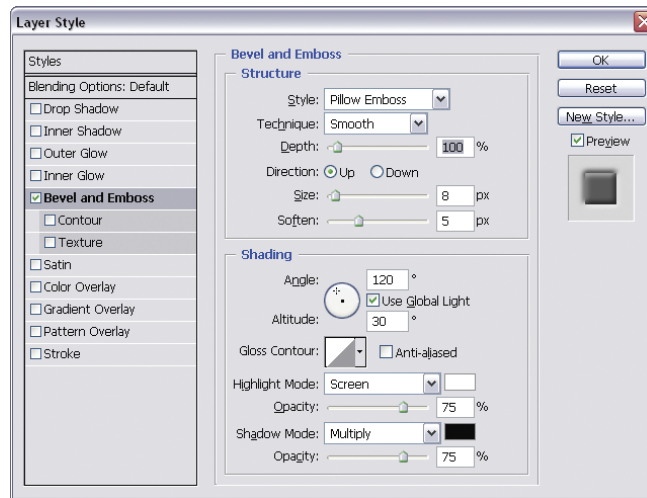 Layer Style
Styles
Blending Options: Default
Drop Shadow
Inner Shadow
Outer Glow
Inner Glow
Bevel and Emboss
Contour
Texture
Satin
Color Overlay
Gradient Overlay
Pattern Overlay
Stroke
Bevel and Emboss
Structure
Style: Pillow Emboss
Technique: Smooth
Depth: 100 %
Direction: Up Down
Size: 8 px
Soften: 5 px
Shading
Angle: 120 °
Use Global Light
Altitude: 30 °
Gloss Contour: Anti-aliased
Highlight Mode: Screen
Opacity: 75 %
Shadow Mode: Multiply
Opacity: 75 %
OK
Reset
New Style...
Preview